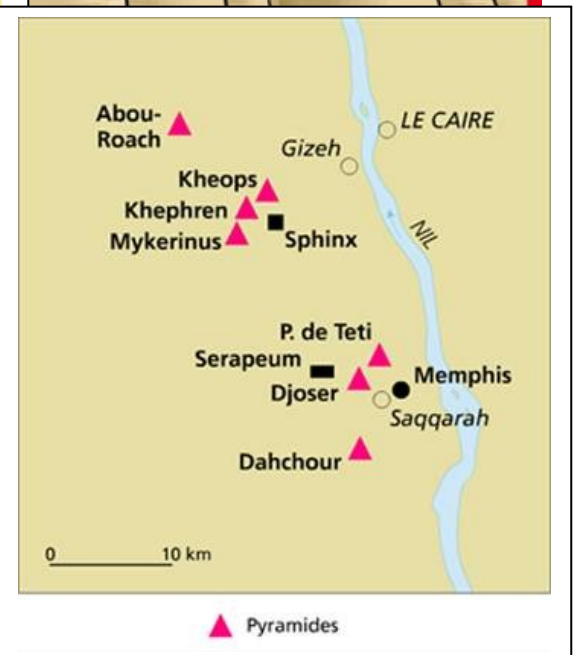 Abou-
Roach
LE CAIRE
Gizeh
Kheops
Khephren
Mykerinus
Sphinx
NIL
P. de Teti
Serapeum
Memphis
Djoser
Saqqarah
Dahchour
0 10 km
Pyramides